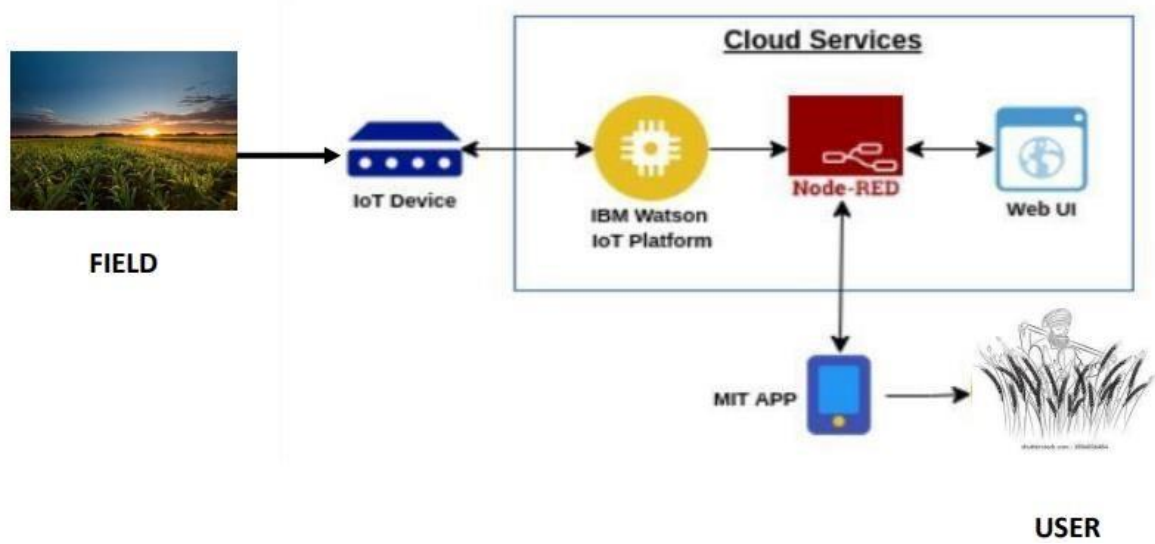 Cloud Services
IoT Device
IBM Watson
IoT Platform
Node-RED
Web UI
FIELD
MIT APP
USER